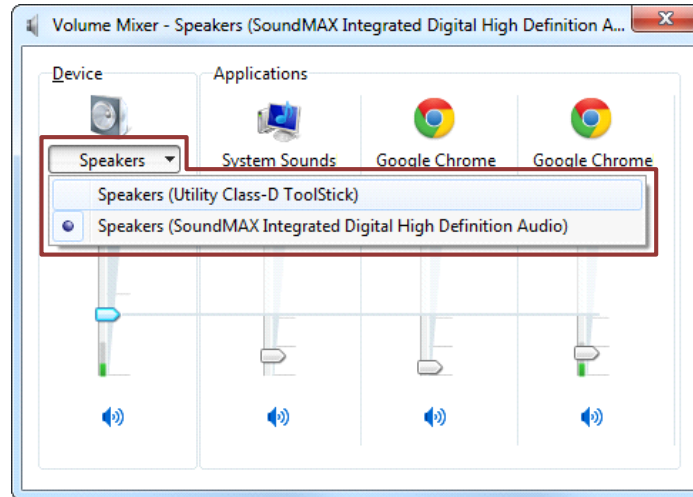 Volume Mixer - Speakers (SoundMAX Integrated Digital High Definition A...
Device
Applications
Speakers
System Sounds
Google Chrome
Google Chrome
Speakers (Utility Class-D ToolStick)
Speakers (SoundMAX Integrated Digital High Definition Audio)